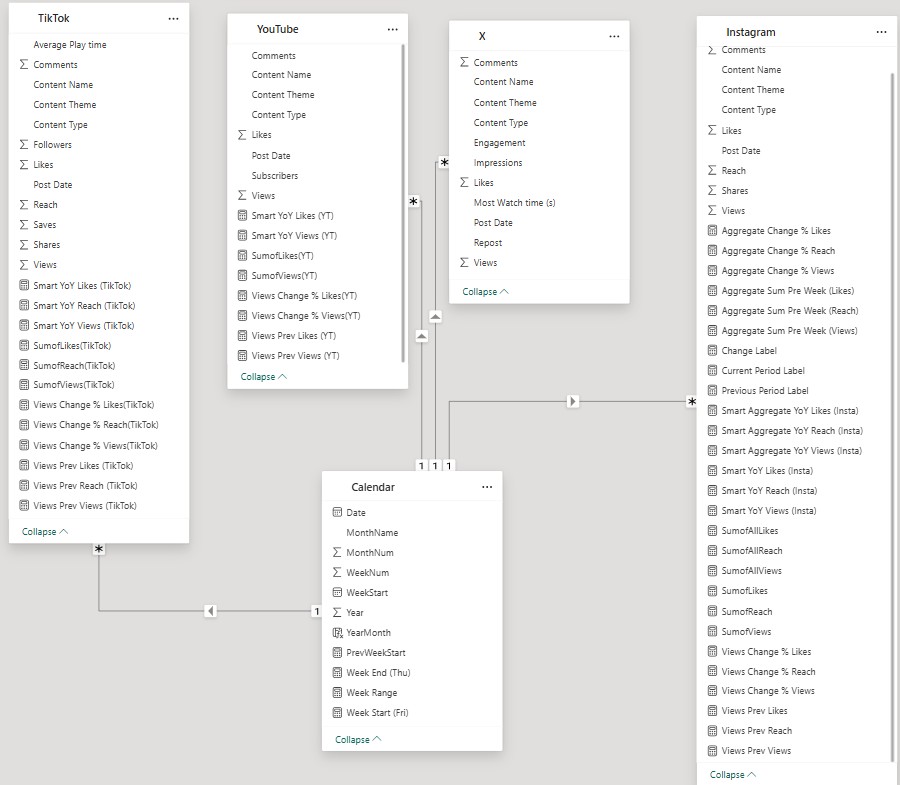 TikTok
Average Play time
Comments
Content Name
Content Theme
Content Type
Followers
Likes
Post Date
Reach
Saves
Shares
Views
Smart YoY Likes (TikTok)
Smart YoY Reach (TikTok)
Smart YoY Views (TikTok)
SumofLikes(TikTok)
SumofReach(TikTok)
SumofViews(TikTok)
Views Change % Likes(TikTok)
Views Change % Reach(TikTok)
Views Change % Views(TikTok)
Views Prev Likes (TikTok)
Views Prev Reach (TikTok)
Views Prev Views (TikTok)
Collapse
YouTube
Comments
Content Name
Content Theme
Content Type
Likes
Post Date
Subscribers
Views
Smart YoY Likes (YT)
Smart YoY Views (YT)
SumofLikes(YT)
SumofViews(YT)
Views Change % Likes(YT)
Views Change % Views(YT)
Views Prev Likes (YT)
Views Prev Views (YT)
Collapse
X
Comments
Content Name
Content Theme
Content Type
Engagement
Impressions
Likes
Most Watch time (s)
Post Date
Repost
Views
Collapse
Instagram
Comments
Content Name
Content Theme
Content Type
Likes
Post Date
Reach
Shares
Views
Aggregate Change % Likes
Aggregate Change % Reach
Aggregate Change % Views
Aggregate Sum Pre Week (Likes)
Aggregate Sum Pre Week (Reach)
Aggregate Sum Pre Week (Views)
Change Label
Current Period Label
Previous Period Label
Smart Aggregate YoY Likes (Insta)
Smart Aggregate YoY Reach (Insta)
Smart Aggregate YoY Views (Insta)
Smart YoY Likes (Insta)
Smart YoY Reach (Insta)
Smart YoY Views (Insta)
SumofAllLikes
SumofAllReach
SumofAllViews
SumofLikes
SumofReach
SumofViews
Views Change % Likes
Views Change % Reach
Views Change % Views
Views Prev Likes
Views Prev Reach
Views Prev Views
Collapse
* * * *
1 1 1
1
Calendar
Date
MonthName
MonthNum
WeekNum
WeekStart
Year
YearMonth
PrevWeekStart
Week End (Thu)
Week Range
Week Start (Fri)
Collapse